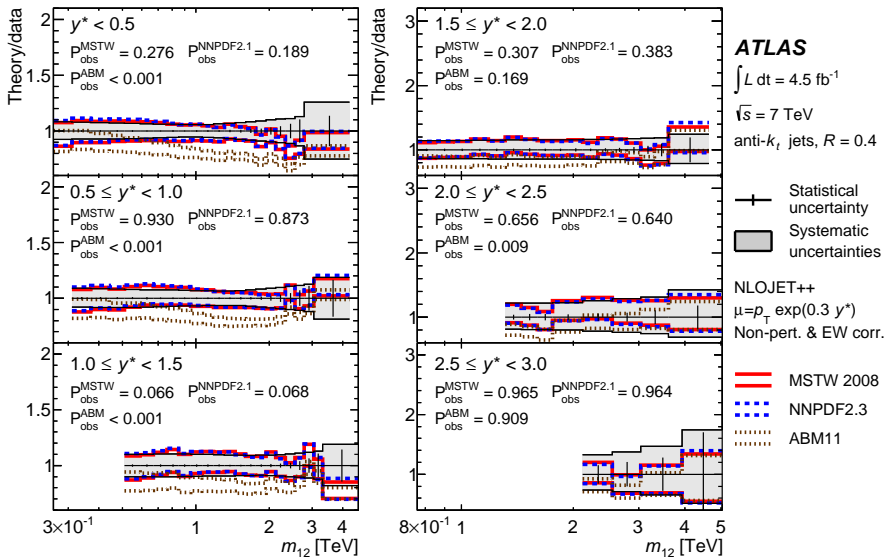 Theory/data
y* < 0.5
P_obs^MSTW = 0.276 P_obs^NNPDF2.1 = 0.189
P_obs^ABM < 0.001
2
1.5
1
0.5 ≤ y* < 1.0
P_obs^MSTW = 0.930 P_obs^NNPDF2.1 = 0.873
P_obs^ABM < 0.001
2
1.5
1
1.0 ≤ y* < 1.5
P_obs^MSTW = 0.066 P_obs^NNPDF2.1 = 0.068
P_obs^ABM < 0.001
2
1.5
1
3×10⁻¹ 1 2 3 4
m₁₂ [TeV]
Theory/data
1.5 ≤ y* < 2.0
P_obs^MSTW = 0.307 P_obs^NNPDF2.1 = 0.383
P_obs^ABM = 0.169
3
2
1
2.0 ≤ y* < 2.5
P_obs^MSTW = 0.656 P_obs^NNPDF2.1 = 0.640
P_obs^ABM = 0.009
3
2
1
2.5 ≤ y* < 3.0
P_obs^MSTW = 0.965 P_obs^NNPDF2.1 = 0.964
P_obs^ABM = 0.909
3
2
1
8×10⁻¹ 1 2 3 4 5
m₁₂ [TeV]
ATLAS
∫ L dt = 4.5 fb⁻¹
√s = 7 TeV
anti-k_t jets, R = 0.4
Statistical
uncertainty
Systematic
uncertainties
NLOJET++
μ=p_T exp(0.3 y*)
Non-pert. & EW corr.
MSTW 2008
NNPDF2.3
ABM11